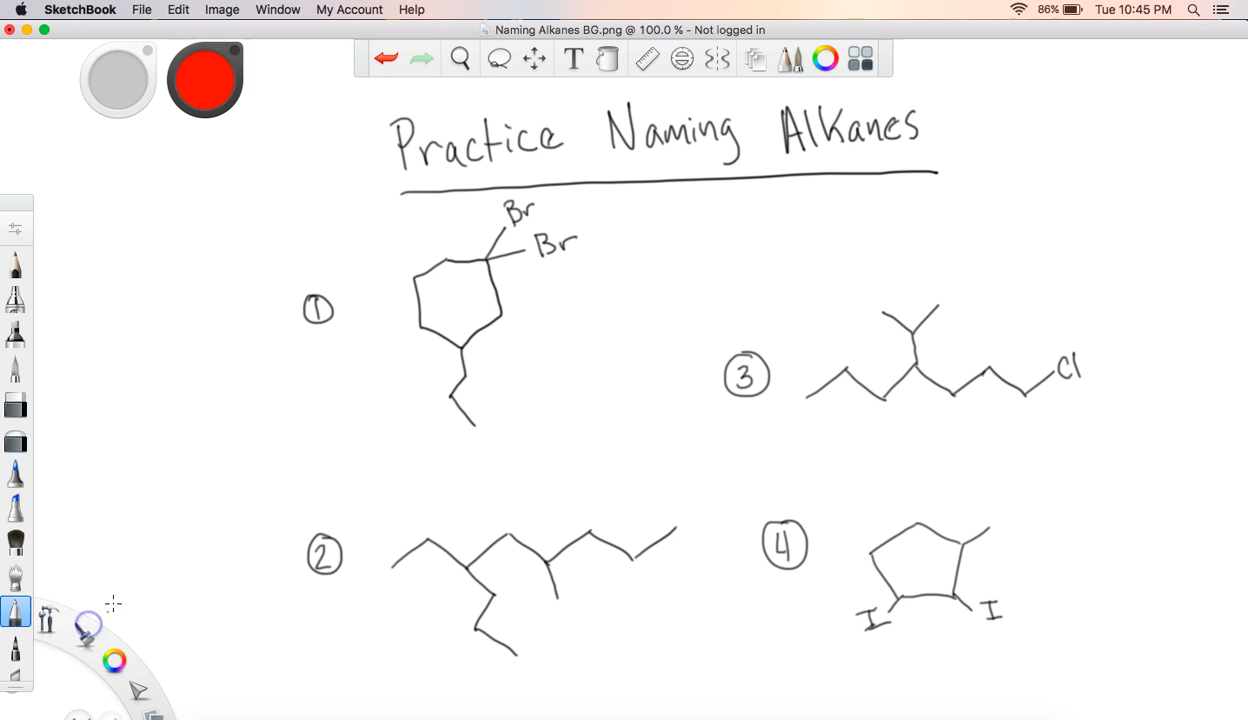 SketchBook File Edit Image Window My Account Help 86% Tue 10:45 PM
Naming Alkanes BG.png @ 100.0 % - Not logged in
T
Practice Naming Alkanes
Br
Br
1
3
Cl
2
4
I I